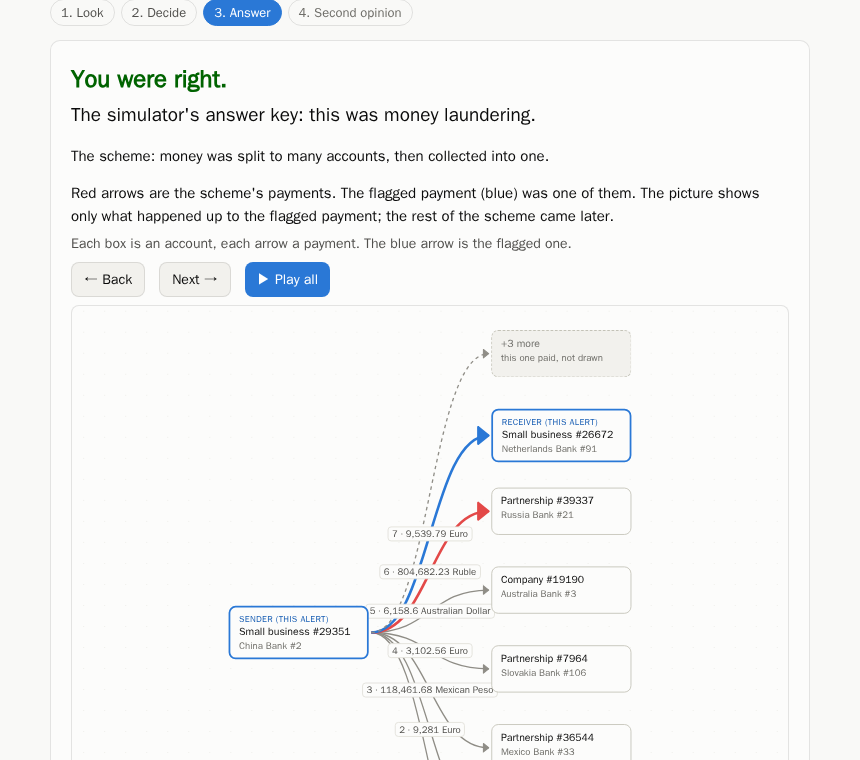 1. Look
2. Decide
3. Answer
4. Second opinion
You were right.
The simulator's answer key: this was money laundering.
The scheme: money was split to many accounts, then collected into one.
Red arrows are the scheme's payments. The flagged payment (blue) was one of them. The picture shows
only what happened up to the flagged payment; the rest of the scheme came later.
Each box is an account, each arrow a payment. The blue arrow is the flagged one.
← Back
Next →
▶ Play all
+3 more
this one paid, not drawn
RECEIVER (THIS ALERT)
Small business #26672
Netherlands Bank #91
Partnership #39337
Russia Bank #21
7 · 9,539.79 Euro
6 · 804,682.23 Ruble
Company #19190
Australia Bank #3
5 · 6,158.6 Australian Dollar
SENDER (THIS ALERT)
Small business #29351
China Bank #2
4 · 3,102.56 Euro
Partnership #7964
Slovakia Bank #106
3 · 118,461.68 Mexican Peso
2 · 9,281 Euro
Partnership #36544
Mexico Bank #33